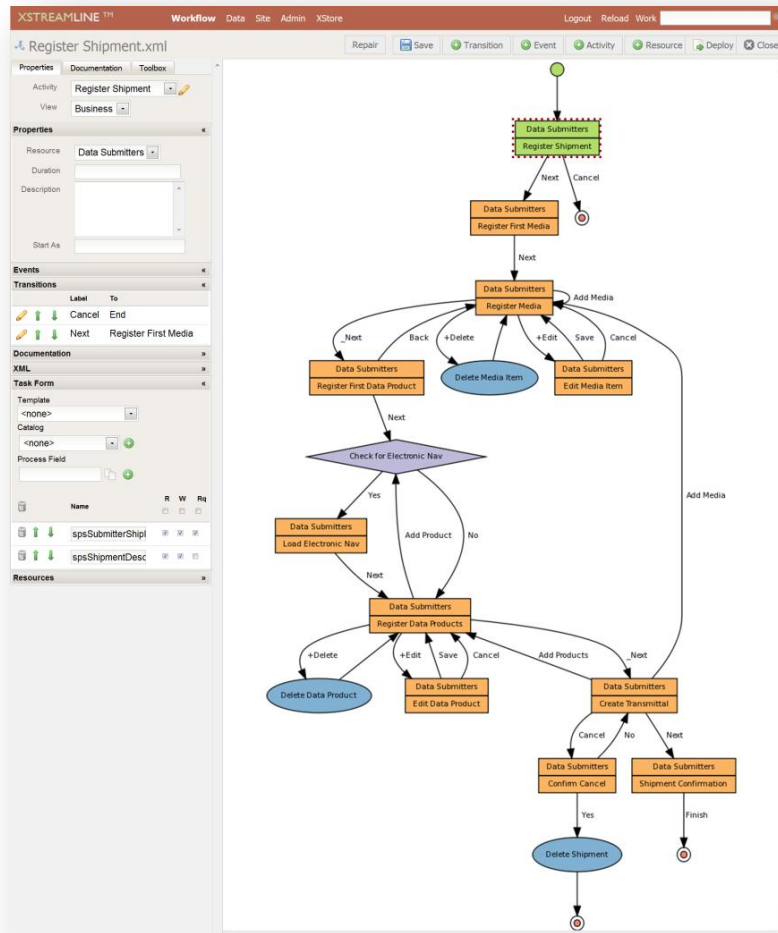 XSTREAMLINE ™ Workflow Data Site Admin XStore Logout Reload Work
Register Shipment.xml Repair Save Transition Event Activity Resource Deploy Close
Properties Documentation Toolbox
Activity Register Shipment
View Business
Properties «
Resource Data Submitters
Duration
Description
Start As
Events «
Transitions «
Label To
Cancel End
Next Register First Media
Documentation »
XML »
Task Form «
Template
<none>
Catalog
<none>
Process Field
Name R W Rq
spsSubmitterShipl
spsShipmentDesc
Resources »
Data Submitters
Register Shipment
Next Cancel
Data Submitters
Register First Media
Next
Data Submitters
Register Media
Add Media
_Next Back +Delete +Edit Save Cancel
Data Submitters
Register First Data Product
Delete Media Item
Data Submitters
Edit Media Item
Next
Check for Electronic Nav
Yes
Add Product No
Add Media
Data Submitters
Load Electronic Nav
Next
Data Submitters
Register Data Products
+Delete +Edit Save Cancel Add Products _Next
Delete Data Product
Data Submitters
Edit Data Product
Data Submitters
Create Transmittal
Cancel No Next
Data Submitters
Confirm Cancel
Data Submitters
Shipment Confirmation
Yes Finish
Delete Shipment